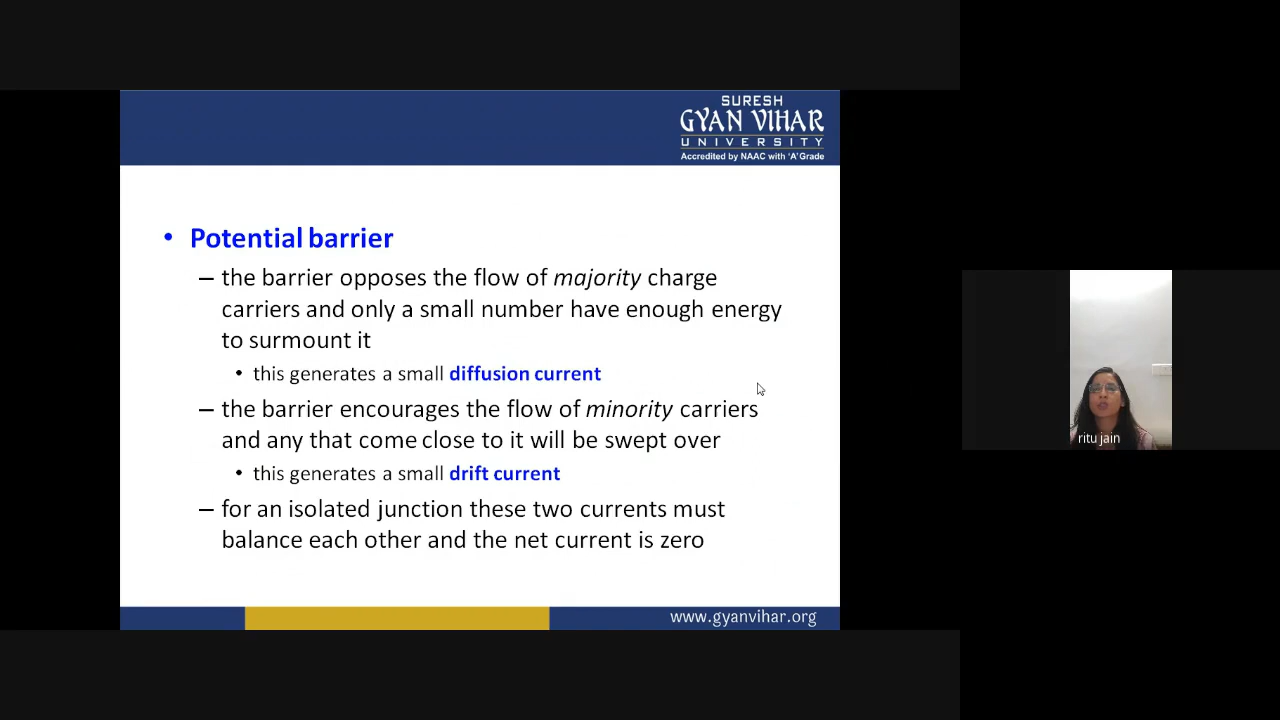 SURESH
GYAN VIHAR
UNIVERSITY
Accredited by NAAC with 'A' Grade
• Potential barrier
– the barrier opposes the flow of majority charge
carriers and only a small number have enough energy
to surmount it
• this generates a small diffusion current
– the barrier encourages the flow of minority carriers
and any that come close to it will be swept over
• this generates a small drift current
– for an isolated junction these two currents must
balance each other and the net current is zero
www.gyanvihar.org
ritu jain